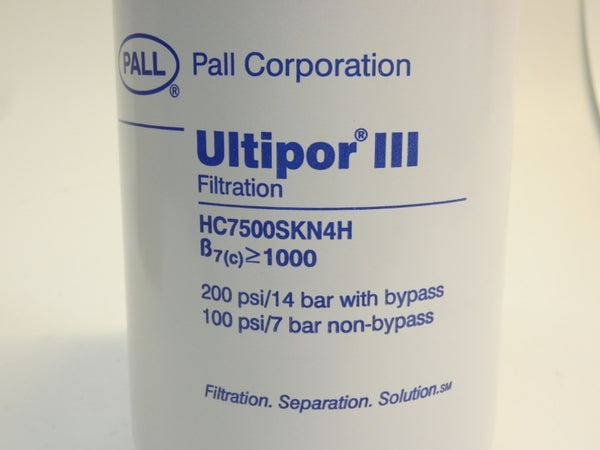 PALL® Pall Corporation
Ultipor® III
Filtration
HC7500SKN4H
ß7(c)≥1000
200 psi/14 bar with bypass
100 psi/7 bar non-bypass
Filtration. Separation. Solution.SM